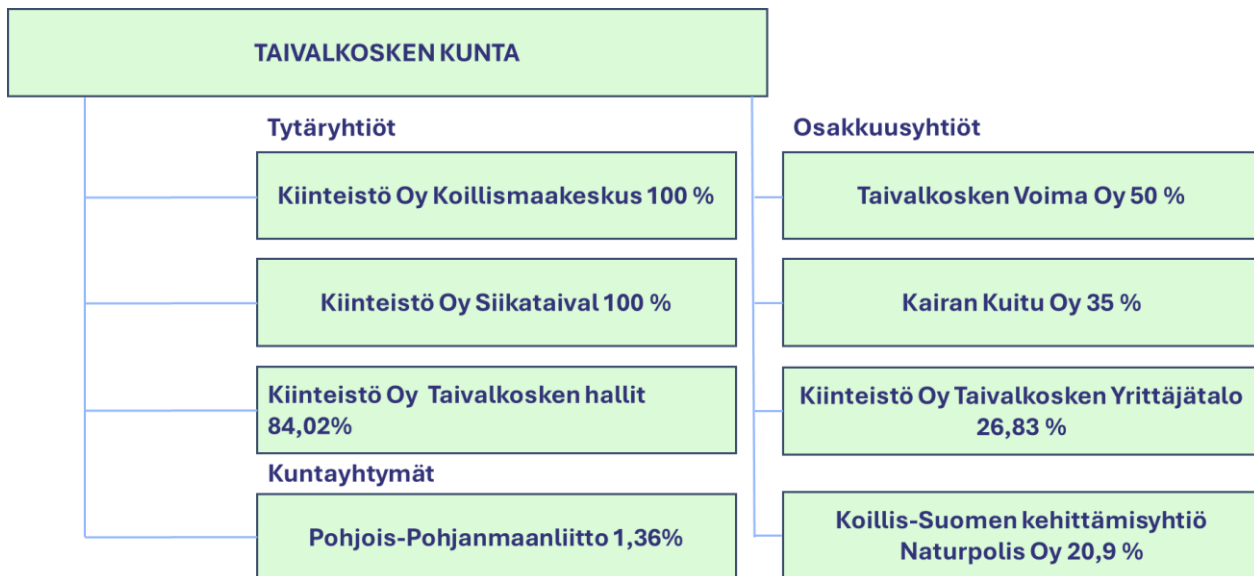 TAIVALKOSKEN KUNTA
Tytäryhtiöt
Kiinteistö Oy Koillismaakeskus 100 %
Kiinteistö Oy Siikataival 100 %
Kiinteistö Oy Taivalkosken hallit
84,02%
Kuntayhtymät
Pohjois-Pohjanmaanliitto 1,36%
Osakkuusyhtiöt
Taivalkosken Voima Oy 50 %
Kairan Kuitu Oy 35 %
Kiinteistö Oy Taivalkosken Yrittäjätalo
26,83 %
Koillis-Suomen kehittämisyhtiö
Naturpolis Oy 20,9 %